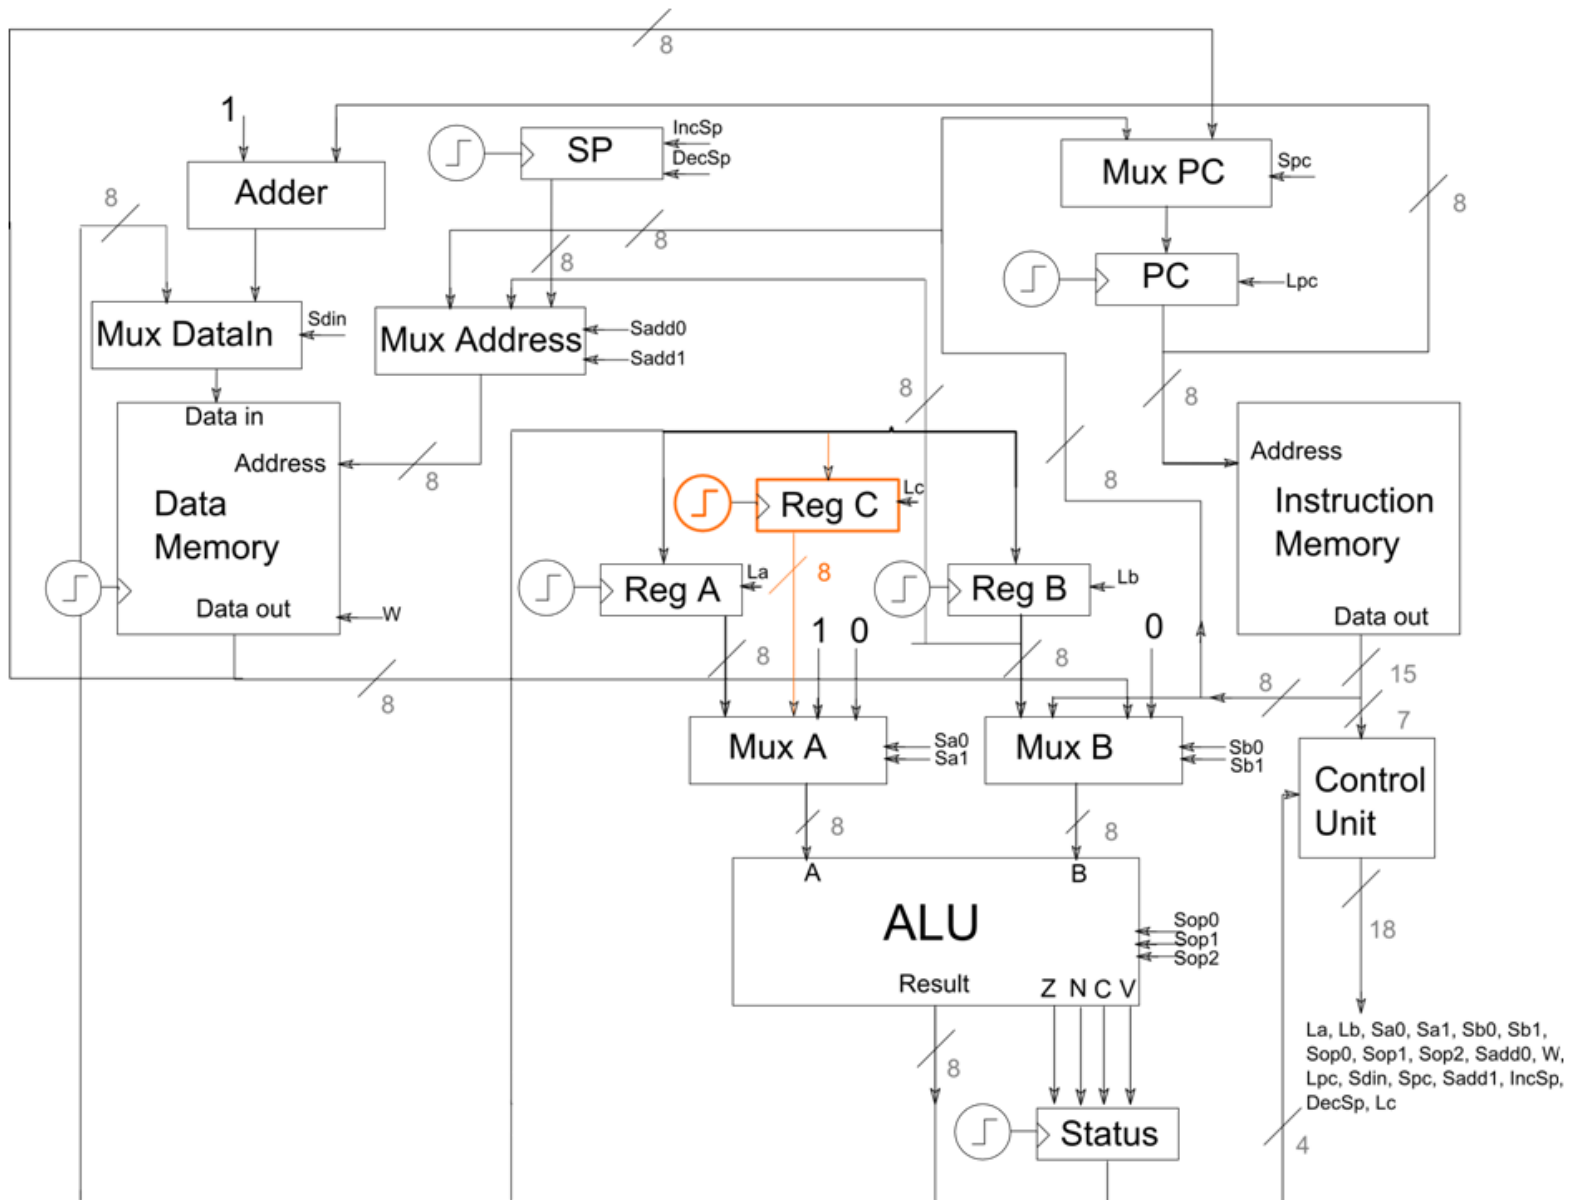 8
1
IncSp
SP
DecSp
Mux PC
Spc
Adder
8
8
8
8
PC
Lpc
Mux DataIn
Sdin
Mux Address
Sadd0
Sadd1
8
8
Data in
Address
8
Data
Memory
Data out
W
Reg C
Lc
8
Address
Instruction
Memory
Data out
Reg A
La
8
Reg B
Lb
1 0
0
8
8
8
8
15
7
Mux A
Sa0
Sa1
Mux B
Sb0
Sb1
Control
Unit
8
8
A
B
ALU
Sop0
Sop1
Sop2
Result
Z N C V
18
8
La, Lb, Sa0, Sa1, Sb0, Sb1,
Sop0, Sop1, Sop2, Sadd0, W,
Lpc, Sdin, Spc, Sadd1, IncSp,
DecSp, Lc
Status
4